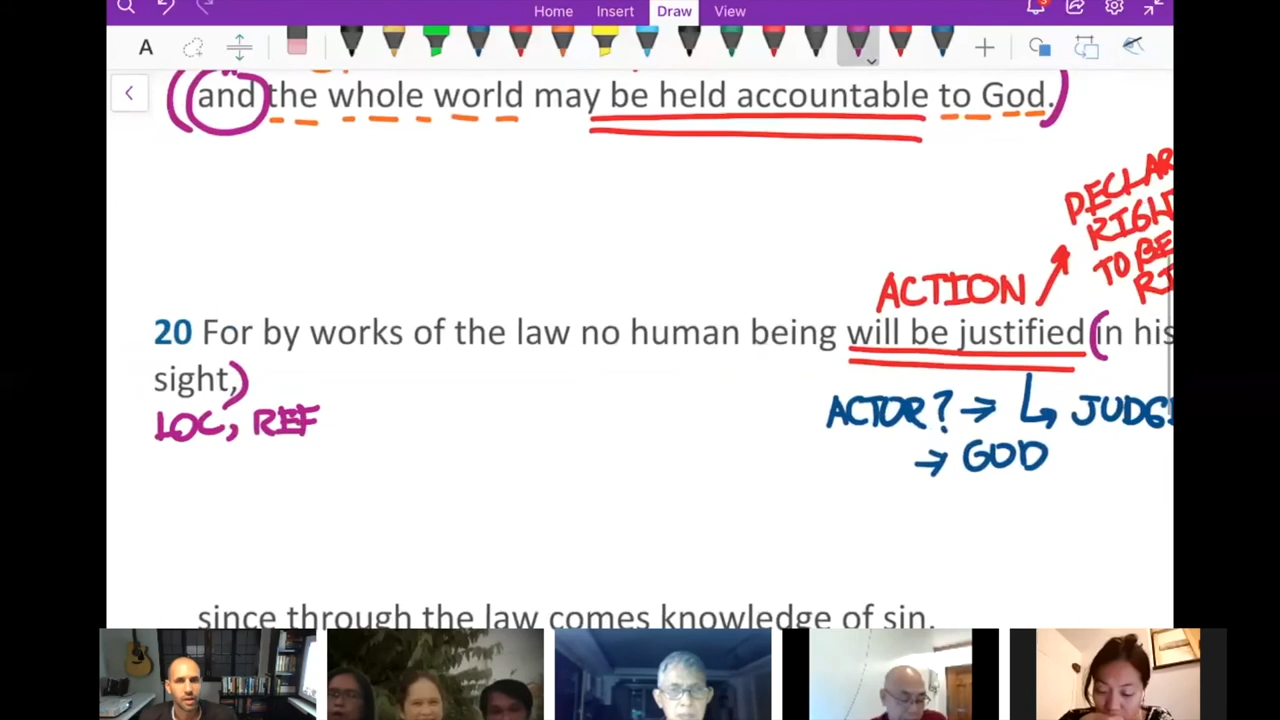 Home Insert Draw View
A
and the whole world may be held accountable to God.
DECLAR
RIGH
TO BE
RI
ACTION
20 For by works of the law no human being will be justified in his
sight,
LOC, REF
ACTOR? → ↳ JUDG
→ GOD
since through the law comes knowledge of sin.